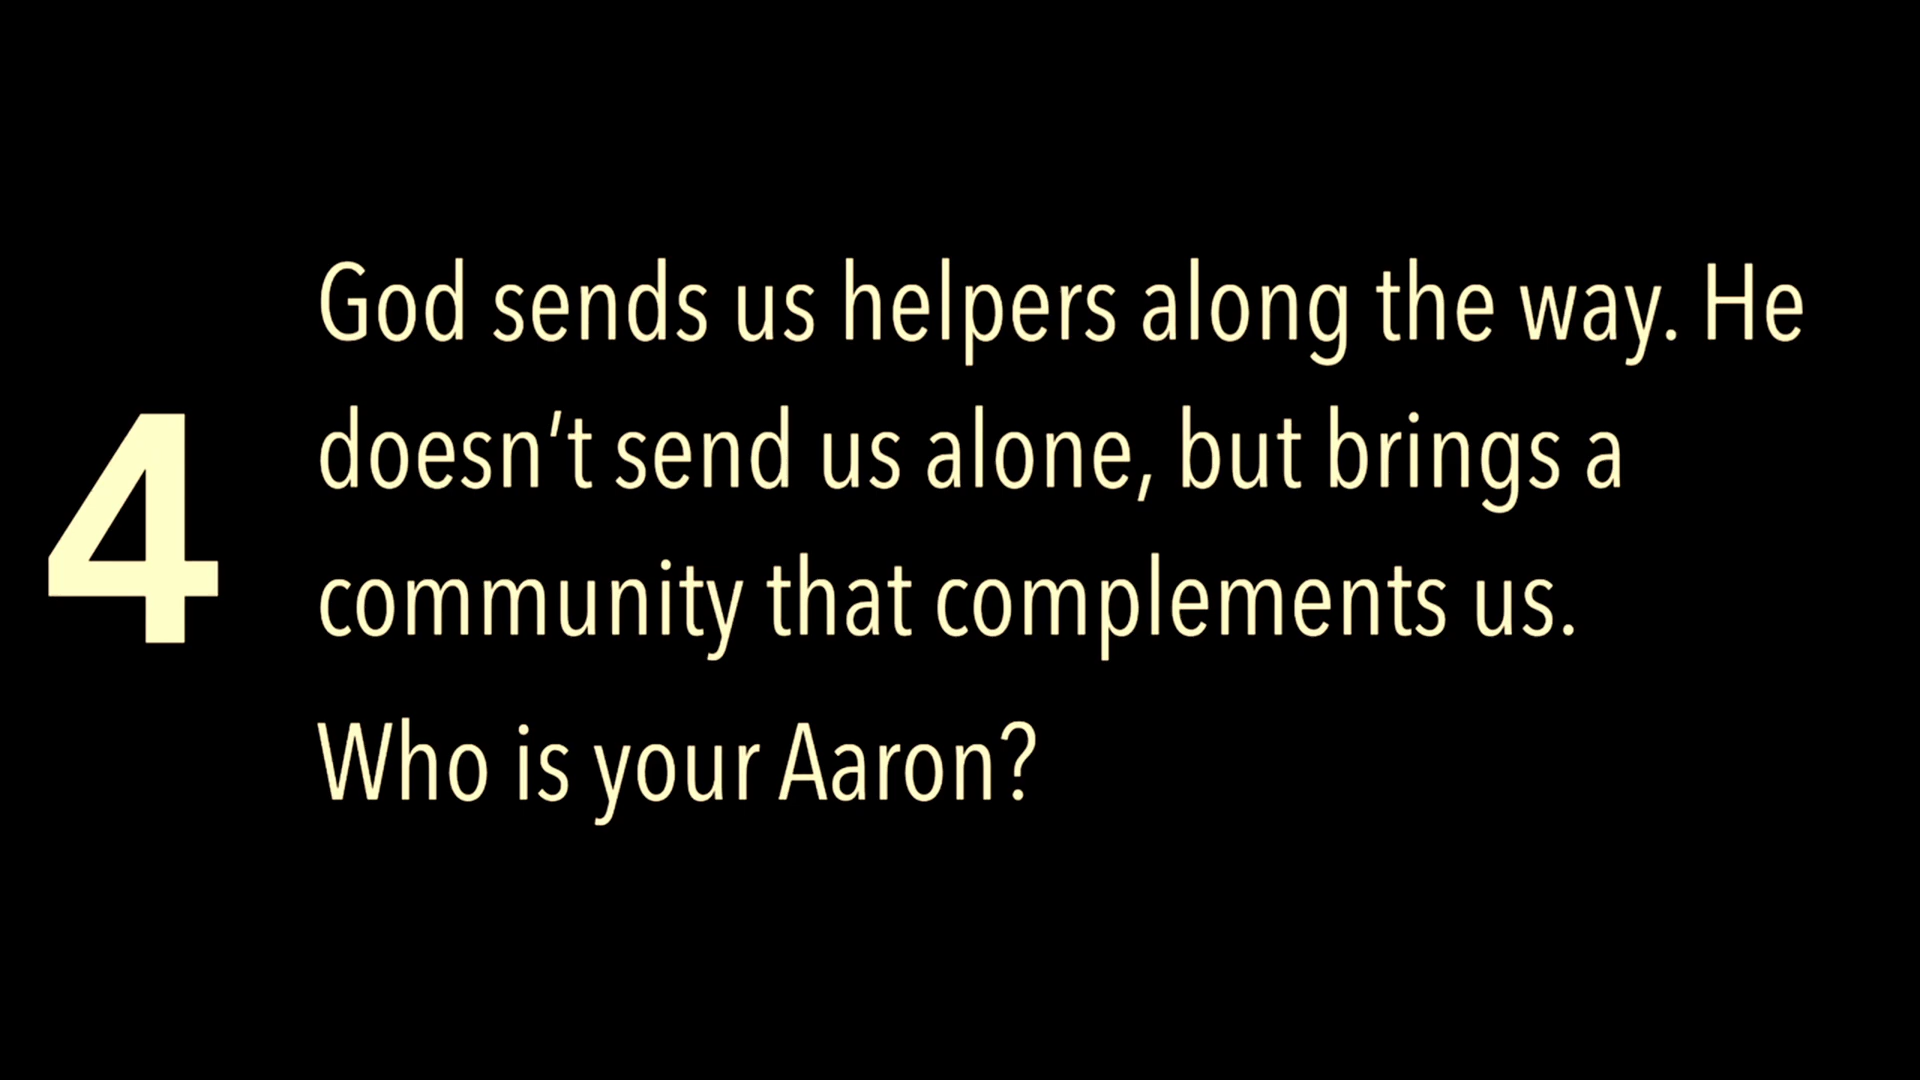 4
God sends us helpers along the way. He
doesn’t send us alone, but brings a
community that complements us.
Who is your Aaron?